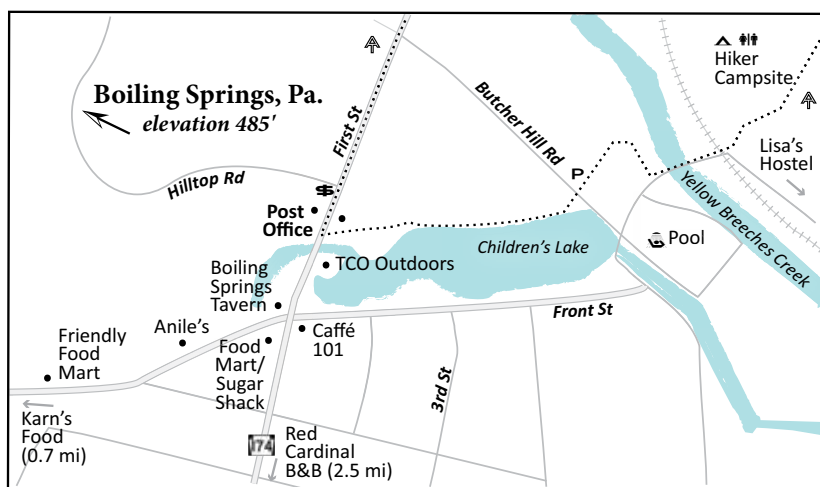 Hiker
Campsite
Boiling Springs, Pa.
elevation 485'
First St
Butcher Hill Rd
Lisa's
Hostel
Hilltop Rd
P
$
Post
Office
Yellow Breeches Creek
Pool
Children's Lake
TCO Outdoors
Boiling
Springs
Tavern
Front St
Anile's
Friendly
Food
Mart
Caffé
101
Food
Mart/
Sugar
Shack
3rd St
Karn's
Food
(0.7 mi)
174
Red
Cardinal
B&B (2.5 mi)